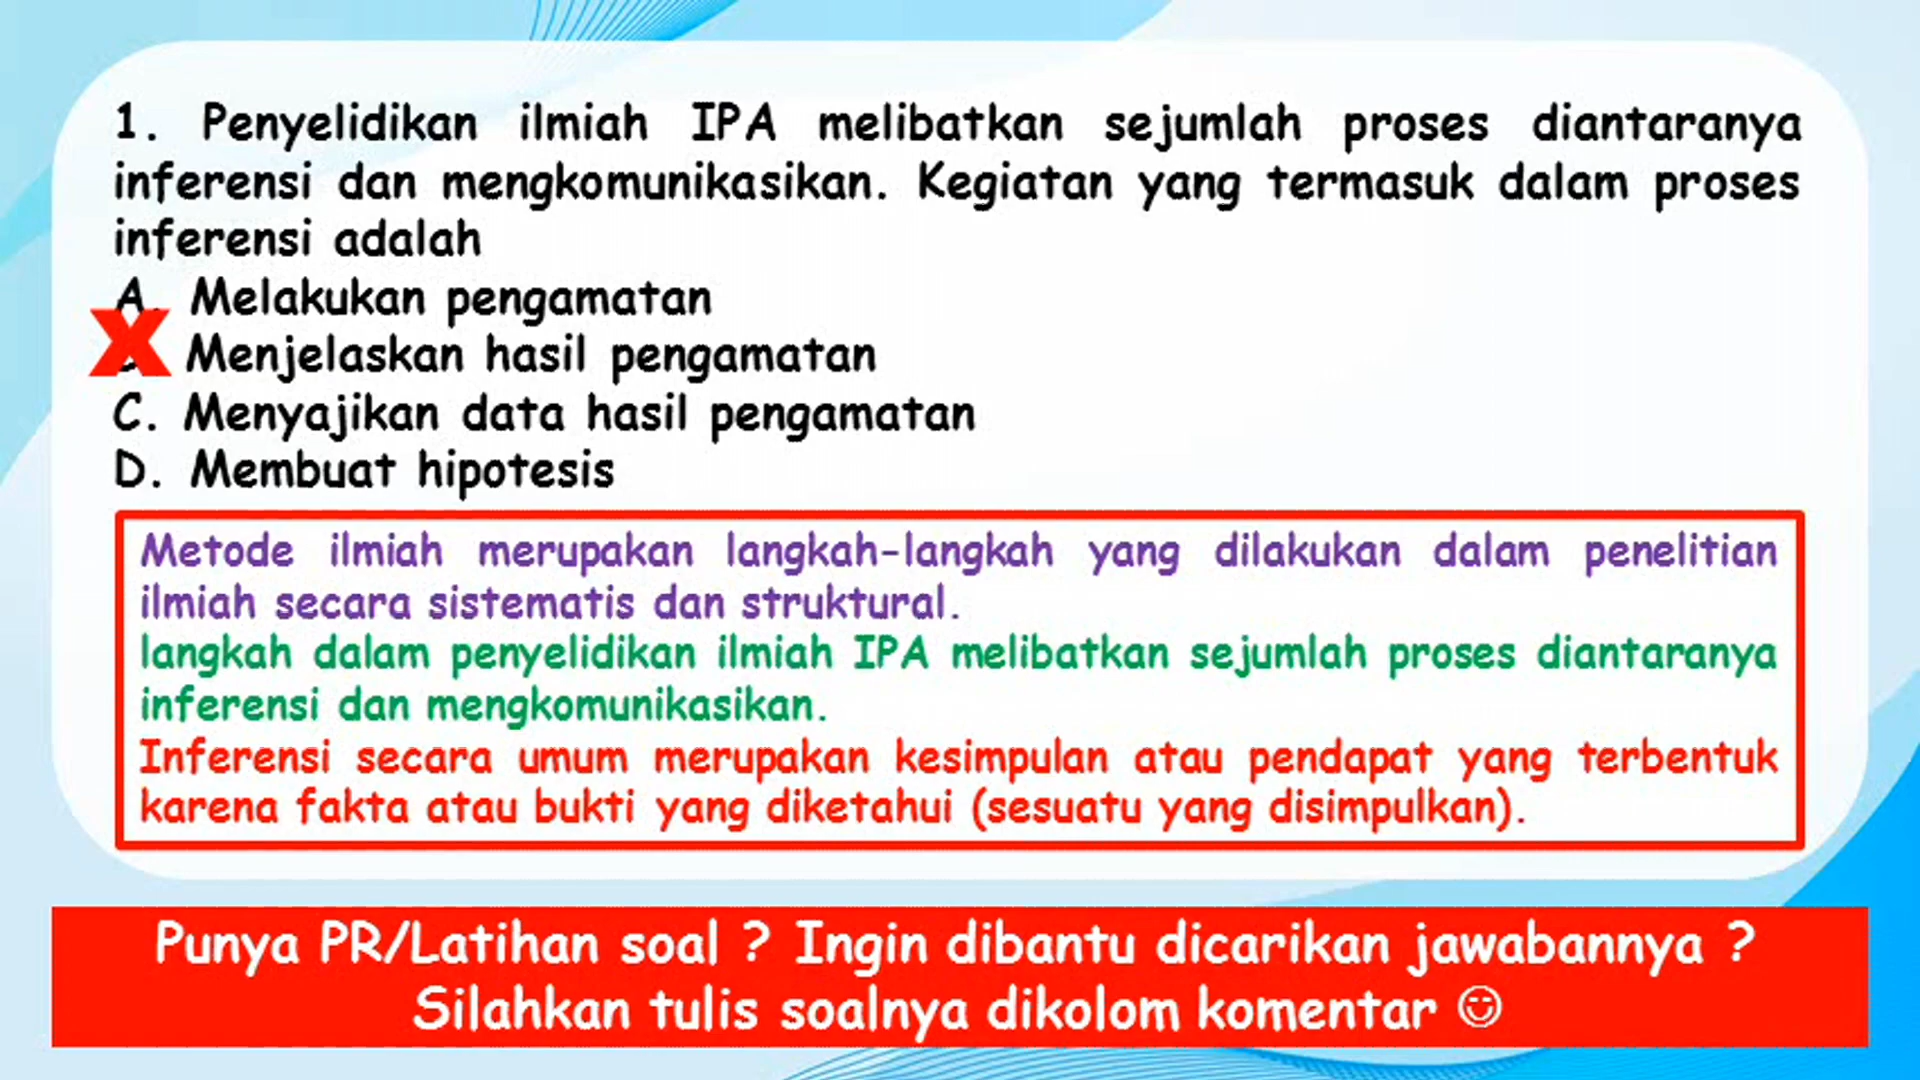 1. Penyelidikan ilmiah IPA melibatkan sejumlah proses diantaranya
inferensi dan mengkomunikasikan. Kegiatan yang termasuk dalam proses
inferensi adalah
A. Melakukan pengamatan
X Menjelaskan hasil pengamatan
C. Menyajikan data hasil pengamatan
D. Membuat hipotesis
Metode ilmiah merupakan langkah-langkah yang dilakukan dalam penelitian
ilmiah secara sistematis dan struktural.
langkah dalam penyelidikan ilmiah IPA melibatkan sejumlah proses diantaranya
inferensi dan mengkomunikasikan.
Inferensi secara umum merupakan kesimpulan atau pendapat yang terbentuk
karena fakta atau bukti yang diketahui (sesuatu yang disimpulkan).
Punya PR/Latihan soal ? Ingin dibantu dicarikan jawabannya ?
Silahkan tulis soalnya dikolom komentar ☺